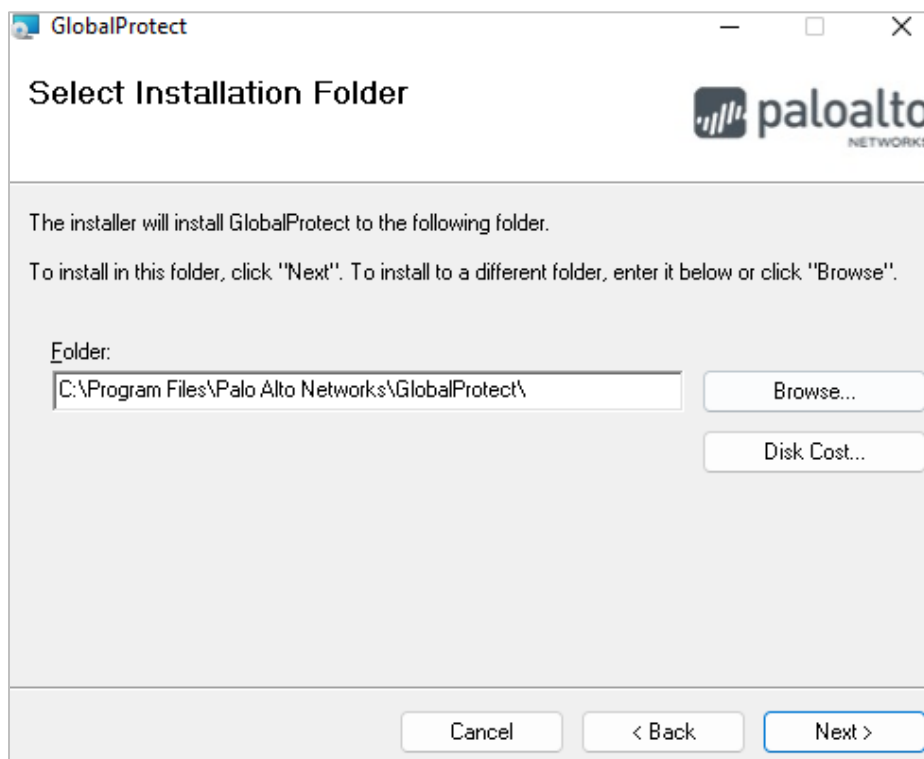 GlobalProtect
Select Installation Folder
paloalto
NETWORKS
The installer will install GlobalProtect to the following folder.
To install in this folder, click "Next". To install to a different folder, enter it below or click "Browse".
Folder:
C:\Program Files\Palo Alto Networks\GlobalProtect\
Browse...
Disk Cost...
Cancel
< Back
Next >